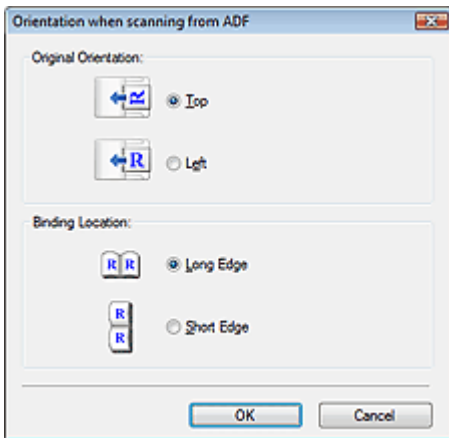 Orientation when scanning from ADF
Original Orientation:
R
Top
R
Left
Binding Location:
R R
Long Edge
R
R
Short Edge
OK
Cancel